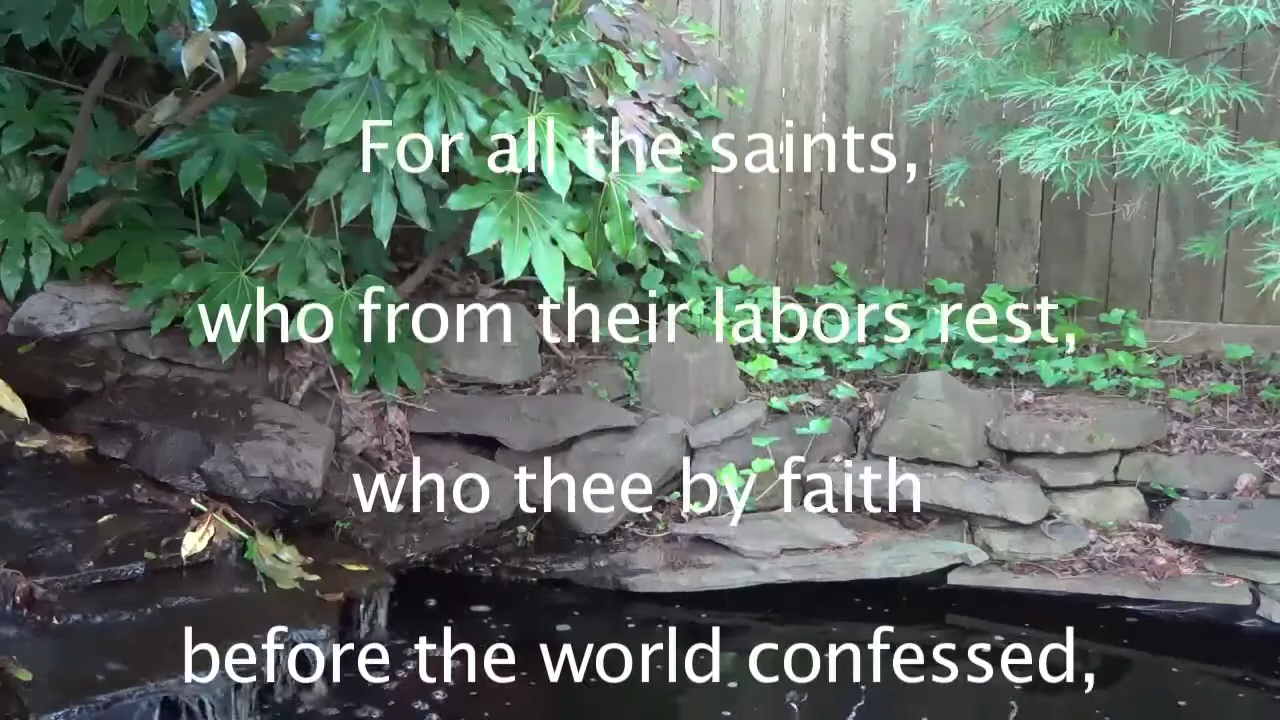 For all the saints,
who from their labors rest,
who thee by faith
before the world confessed,